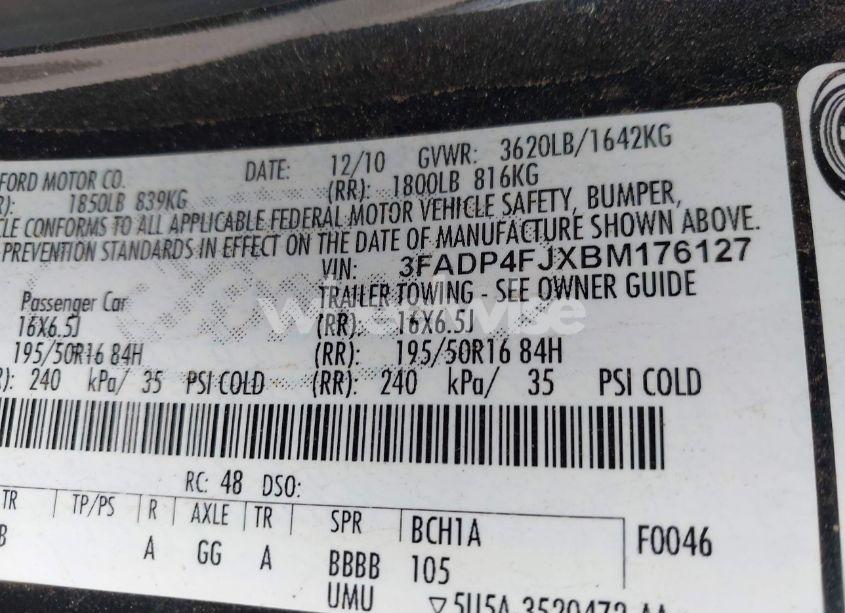 FORD MOTOR CO. DATE: 12/10 GVWR: 3620LB/1642KG
R): 1850LB 839KG (RR): 1800LB 816KG
CLE CONFORMS TO ALL APPLICABLE FEDERAL MOTOR VEHICLE SAFETY, BUMPER,
PREVENTION STANDARDS IN EFFECT ON THE DATE OF MANUFACTURE SHOWN ABOVE.
VIN: 3FADP4FJXBM176127
Passenger Car TRAILER TOWING - SEE OWNER GUIDE
16X6.5J (RR): 16X6.5J
195/50R16 84H (RR): 195/50R16 84H
R): 240 kPa/ 35 PSI COLD (RR): 240 kPa/ 35 PSI COLD
RC: 48 DSO:
TR TP/PS R AXLE TR SPR BCH1A F0046
B A GG A BBBB 105
UMU ▽5U5A 3520472 AA